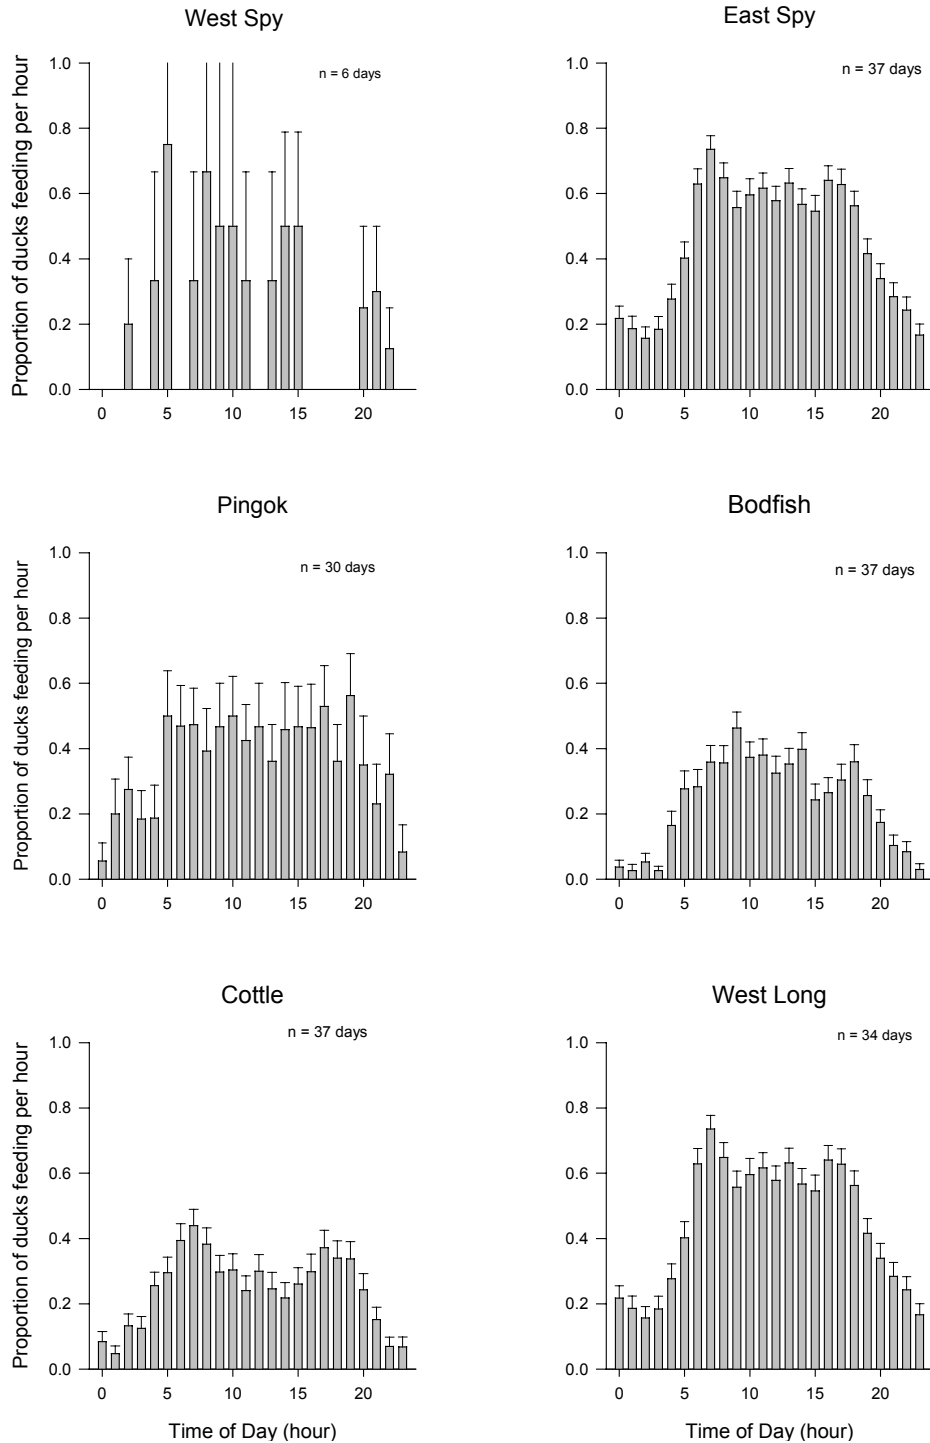 West Spy
East Spy
Proportion of ducks feeding per hour
1.0
0.8
0.6
0.4
0.2
0.0
n = 6 days
0 5 10 15 20
1.0
0.8
0.6
0.4
0.2
0.0
n = 37 days
0 5 10 15 20
Pingok
Bodfish
Proportion of ducks feeding per hour
1.0
0.8
0.6
0.4
0.2
0.0
n = 30 days
0 5 10 15 20
1.0
0.8
0.6
0.4
0.2
0.0
n = 37 days
0 5 10 15 20
Cottle
West Long
Proportion of ducks feeding per hour
1.0
0.8
0.6
0.4
0.2
0.0
n = 37 days
0 5 10 15 20
Time of Day (hour)
1.0
0.8
0.6
0.4
0.2
0.0
n = 34 days
0 5 10 15 20
Time of Day (hour)